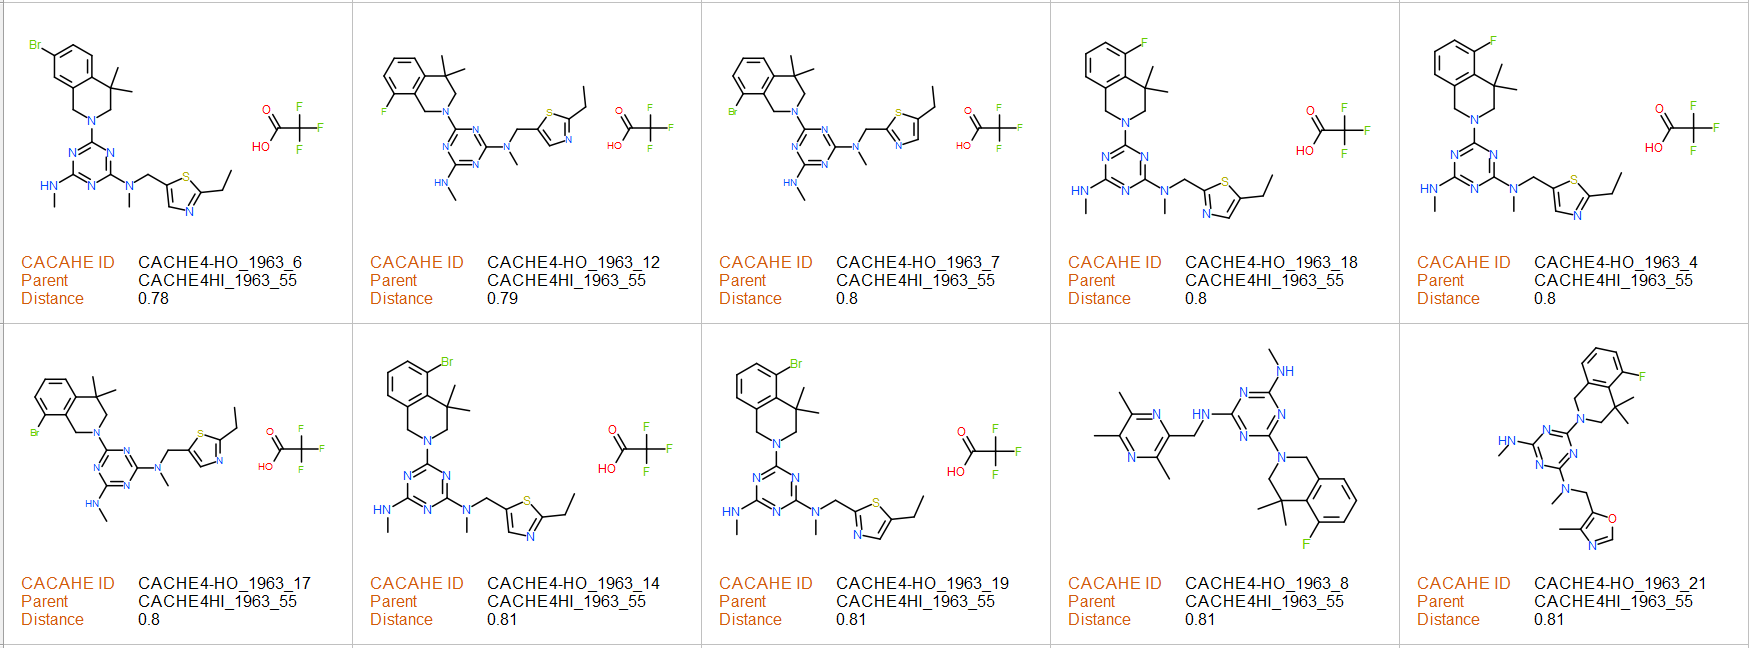 CACAHE ID CACHE4-HO_1963_6
Parent CACHE4HI_1963_55
Distance 0.78
CACAHE ID CACHE4-HO_1963_12
Parent CACHE4HI_1963_55
Distance 0.79
CACAHE ID CACHE4-HO_1963_7
Parent CACHE4HI_1963_55
Distance 0.8
CACAHE ID CACHE4-HO_1963_18
Parent CACHE4HI_1963_55
Distance 0.8
CACAHE ID CACHE4-HO_1963_4
Parent CACHE4HI_1963_55
Distance 0.8
CACAHE ID CACHE4-HO_1963_17
Parent CACHE4HI_1963_55
Distance 0.8
CACAHE ID CACHE4-HO_1963_14
Parent CACHE4HI_1963_55
Distance 0.81
CACAHE ID CACHE4-HO_1963_19
Parent CACHE4HI_1963_55
Distance 0.81
CACAHE ID CACHE4-HO_1963_8
Parent CACHE4HI_1963_55
Distance 0.81
CACAHE ID CACHE4-HO_1963_21
Parent CACHE4HI_1963_55
Distance 0.81